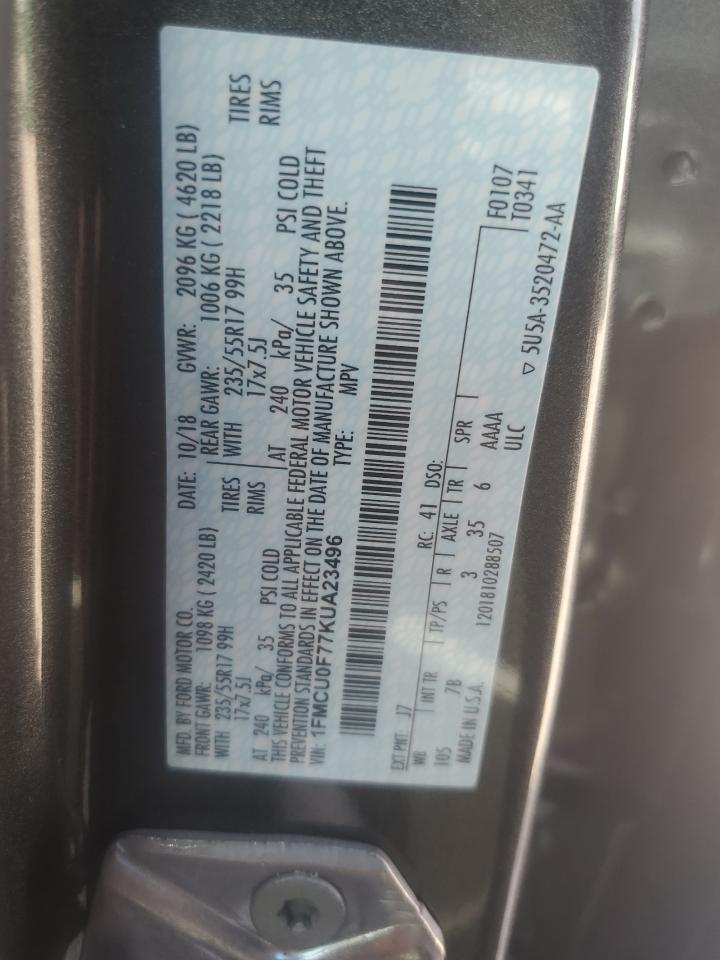 MFD. BY FORD MOTOR CO. DATE: 10/18 GVWR: 2096 KG ( 4620 LB)
FRONT GAWR: 1098 KG ( 2420 LB) REAR GAWR: 1006 KG ( 2218 LB)
WITH 235/55R17 99H TIRES WITH 235/55R17 99H TIRES
17x7.5J RIMS 17x7.5J RIMS
AT 240 kPa/ 35 PSI COLD AT 240 kPa/ 35 PSI COLD
THIS VEHICLE CONFORMS TO ALL APPLICABLE FEDERAL MOTOR VEHICLE SAFETY AND THEFT
PREVENTION STANDARDS IN EFFECT ON THE DATE OF MANUFACTURE SHOWN ABOVE.
VIN: 1FMCU0F77KUA23496 TYPE: MPV
EXT PNT: J7 RC: 41 DSO: F0107
WB INT TR TP/PS R AXLE TR SPR T0341
105 7B 3 35 6 AAAA
MADE IN U.S.A. 1201810288507 ULC ▽ 5U5A-3520472-AA